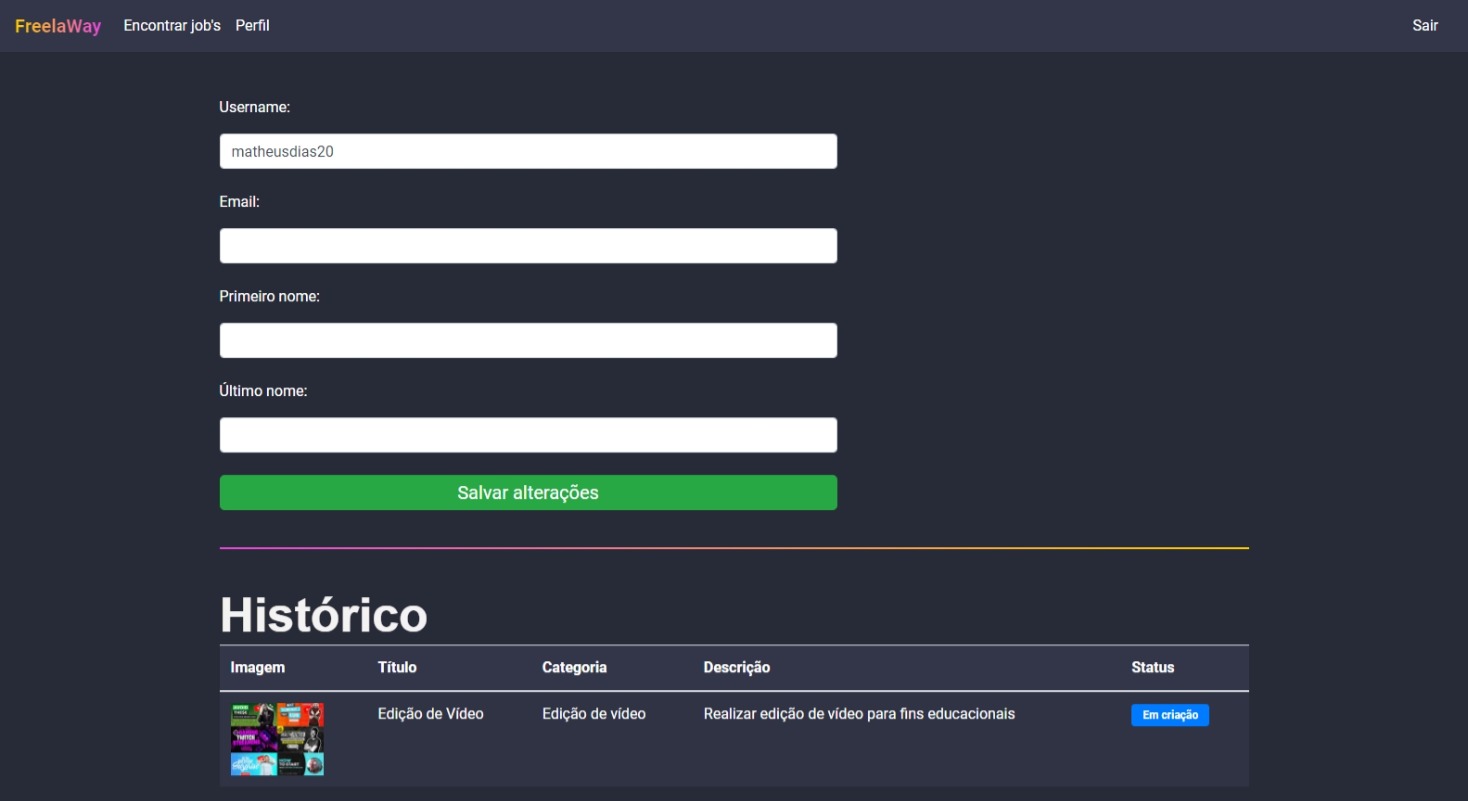 FreelaWay Encontrar job's Perfil Sair
Username:
matheusdias20
Email:
Primeiro nome:
Último nome:
Salvar alterações
Histórico
Imagem Título Categoria Descrição Status
Edição de Vídeo Edição de vídeo Realizar edição de vídeo para fins educacionais Em criação